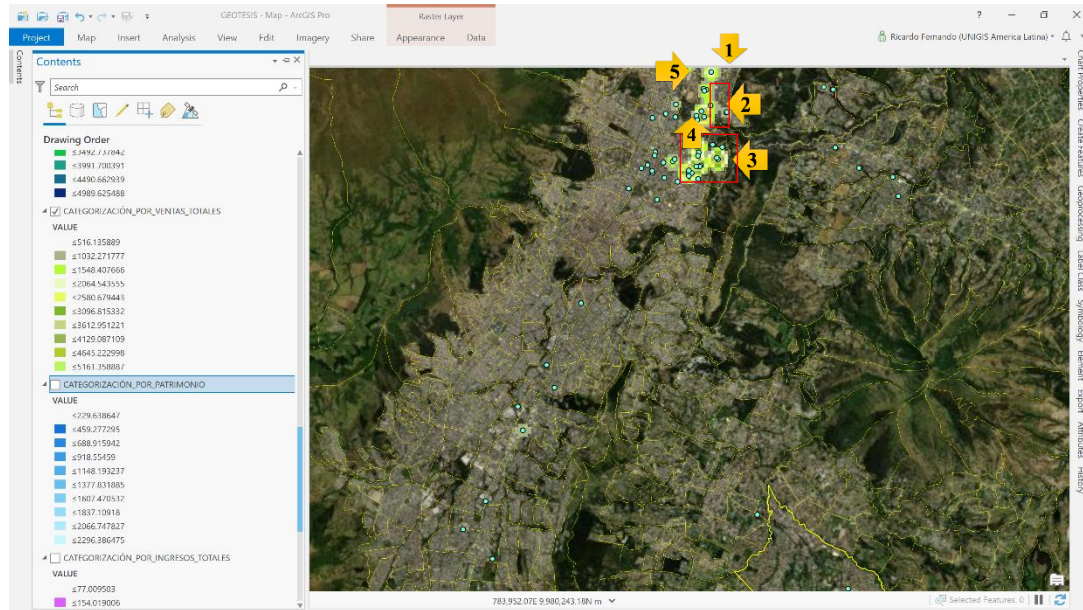 GEOTESIS - Map - ArcGIS Pro
Raster Layer
?
Project Map Insert Analysis View Edit Imagery Share Appearance Data
Ricardo Fernando (UNIGIS America Latina)
Contents
Contents
Search
Drawing Order
≤3492.737842
≤3991.700391
≤4490.662939
≤4989.625488
CATEGORIZACIÓN_POR_VENTAS_TOTALES
VALUE
≤516.135889
≤1032.271777
≤1548.407666
≤2064.543555
≤2580.679443
≤3096.815332
≤3612.951221
≤4129.087109
≤4645.222998
≤5161.358887
CATEGORIZACIÓN_POR_PATRIMONIO
VALUE
≤229.638647
≤459.277295
≤688.915942
≤918.55459
≤1148.193237
≤1377.831885
≤1607.470532
≤1837.10918
≤2066.747827
≤2296.386475
CATEGORIZACIÓN_POR_INGRESOS_TOTALES
VALUE
≤77.009503
≤154.019006
1
5
2
4
3
783,952.07E 9,980,243.18N m
Selected Features: 0
Chart Properties
Create Features
Geoprocessing
Label Class
Symbology
Element
Export
Attributes
History